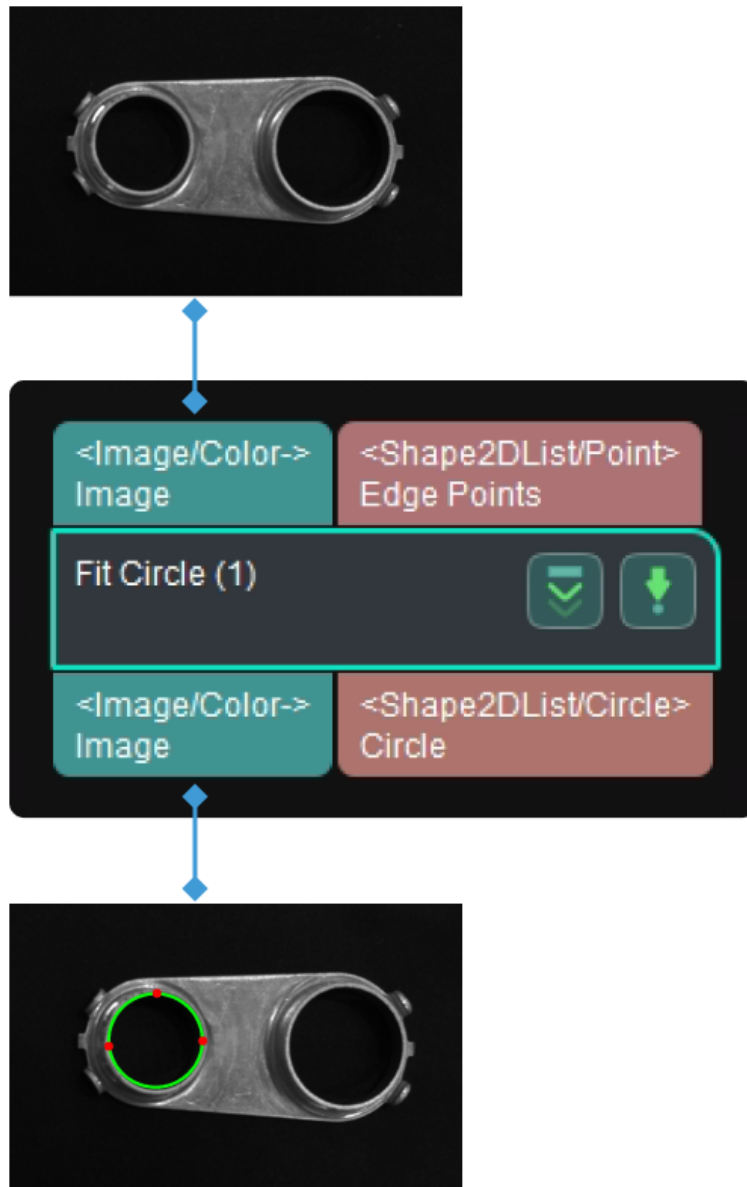 <Image/Color->
Image
<Shape2DList/Point>
Edge Points
Fit Circle (1)
<Image/Color->
Image
<Shape2DList/Circle>
Circle